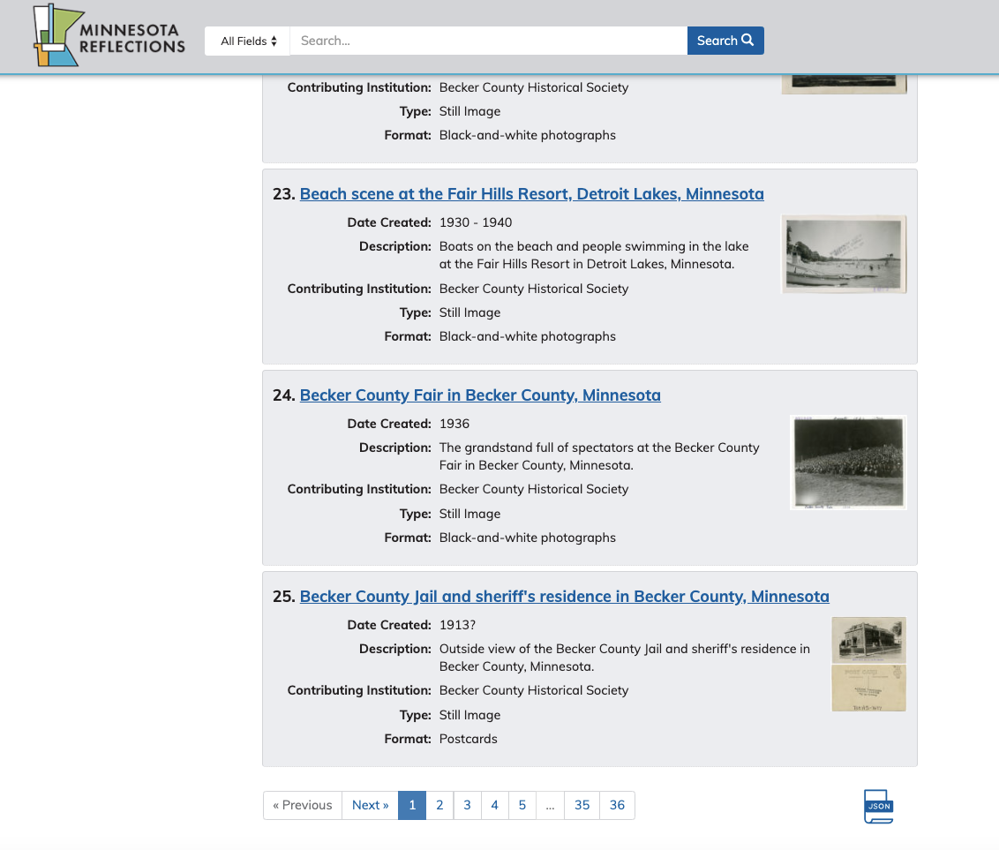 MINNESOTA
REFLECTIONS
All Fields
Search...
Search
Contributing Institution: Becker County Historical Society
Type: Still Image
Format: Black-and-white photographs
23. Beach scene at the Fair Hills Resort, Detroit Lakes, Minnesota
Date Created: 1930 - 1940
Description: Boats on the beach and people swimming in the lake
at the Fair Hills Resort in Detroit Lakes, Minnesota.
Contributing Institution: Becker County Historical Society
Type: Still Image
Format: Black-and-white photographs
24. Becker County Fair in Becker County, Minnesota
Date Created: 1936
Description: The grandstand full of spectators at the Becker County
Fair in Becker County, Minnesota.
Contributing Institution: Becker County Historical Society
Type: Still Image
Format: Black-and-white photographs
25. Becker County Jail and sheriff's residence in Becker County, Minnesota
Date Created: 1913?
Description: Outside view of the Becker County Jail and sheriff's residence in
Becker County, Minnesota.
Contributing Institution: Becker County Historical Society
Type: Still Image
Format: Postcards
POST CARD
« Previous Next » 1 2 3 4 5 ... 35 36
JSON